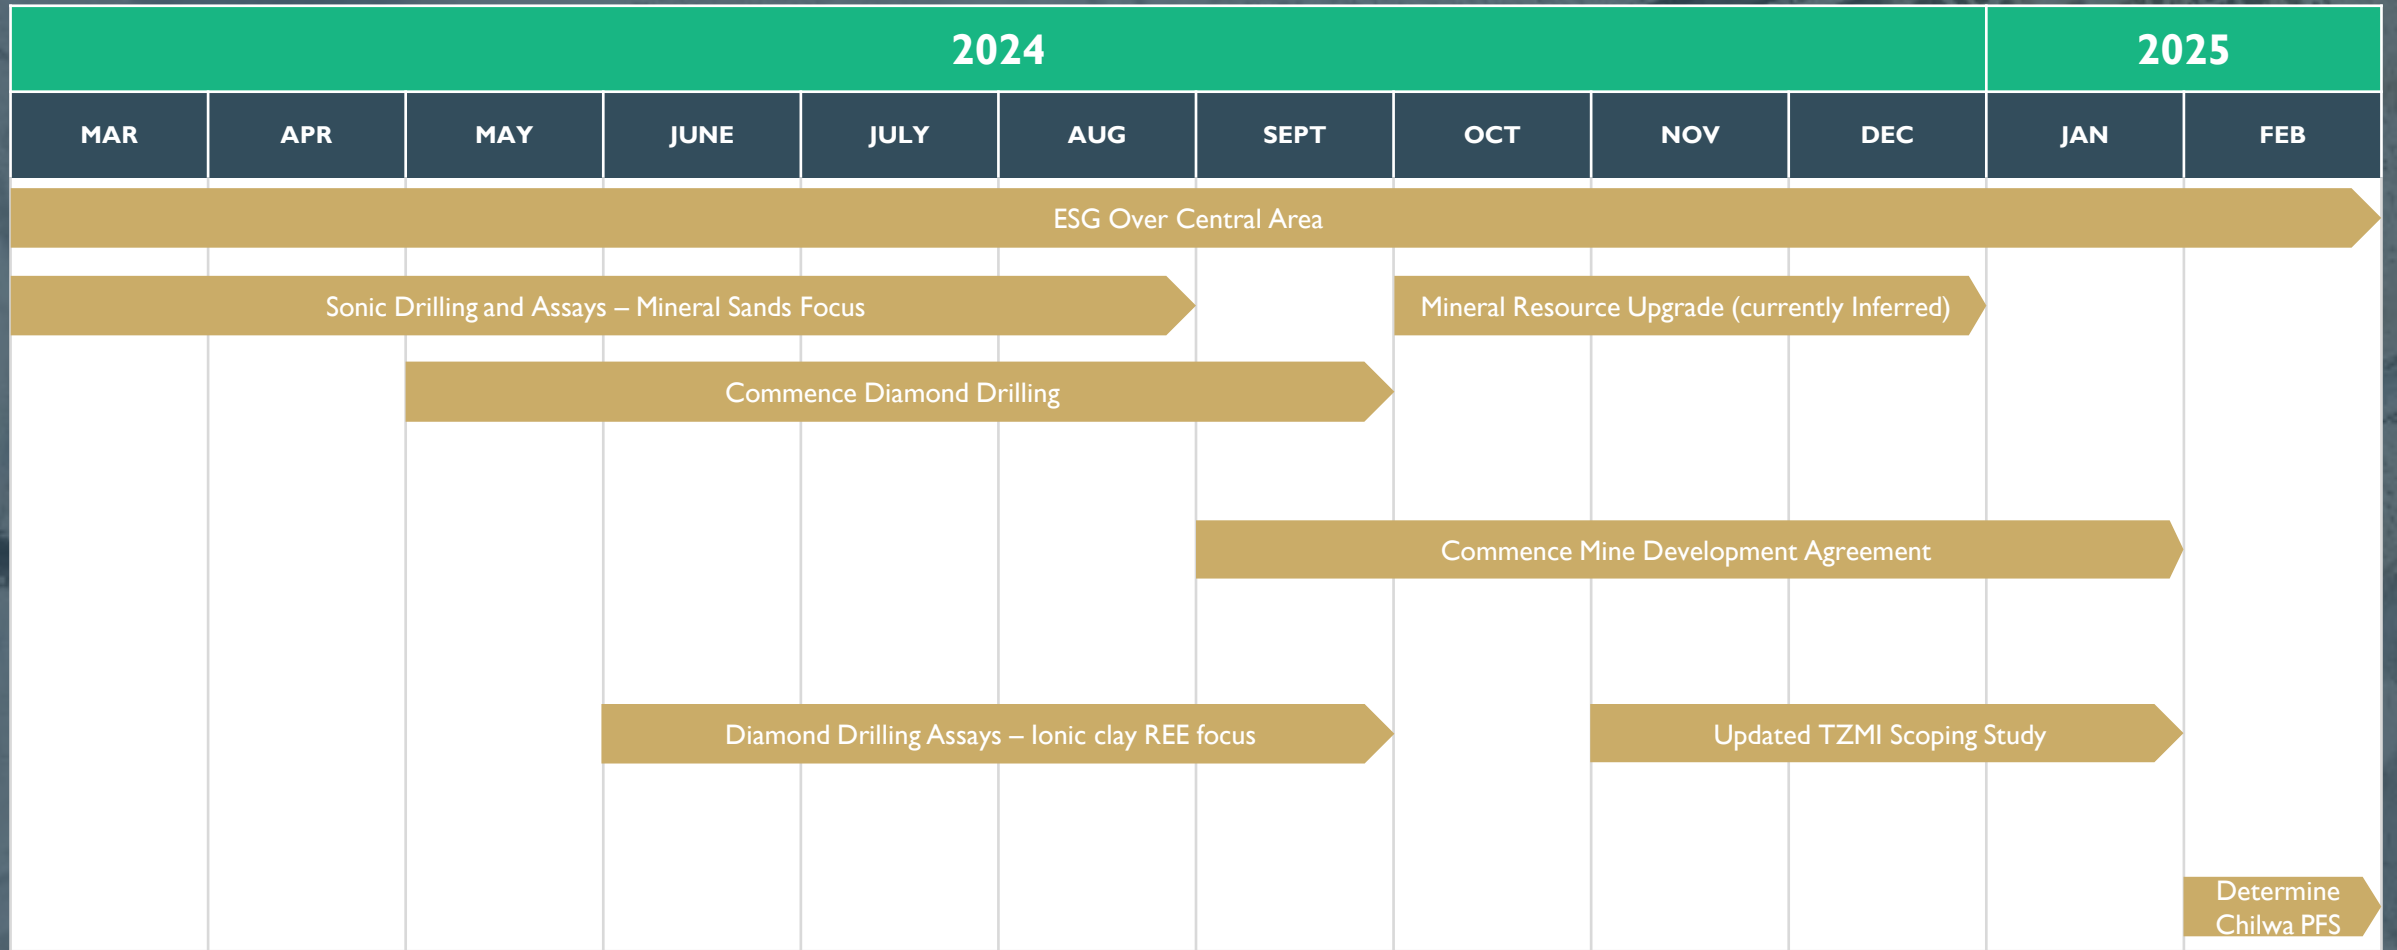 2024
2025
MAR
APR
MAY
JUNE
JULY
AUG
SEPT
OCT
NOV
DEC
JAN
FEB
ESG Over Central Area
Sonic Drilling and Assays – Mineral Sands Focus
Mineral Resource Upgrade (currently Inferred)
Commence Diamond Drilling
Commence Mine Development Agreement
Diamond Drilling Assays – Ionic clay REE focus
Updated TZMI Scoping Study
Determine
Chilwa PFS